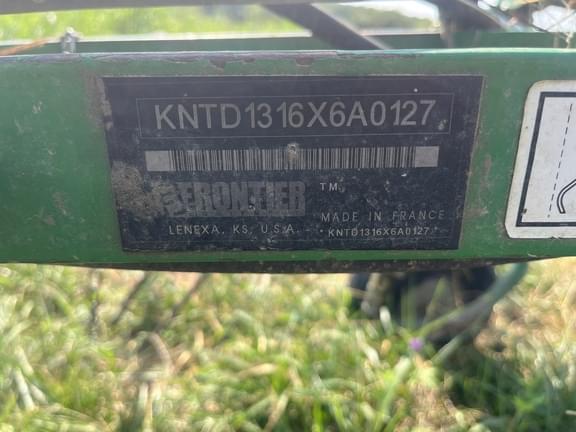 KNTD1316X6A0127
FRONTIER ™
MADE IN FRANCE
LENEXA, KS, U.S.A. *KNTD1316X6A0127*